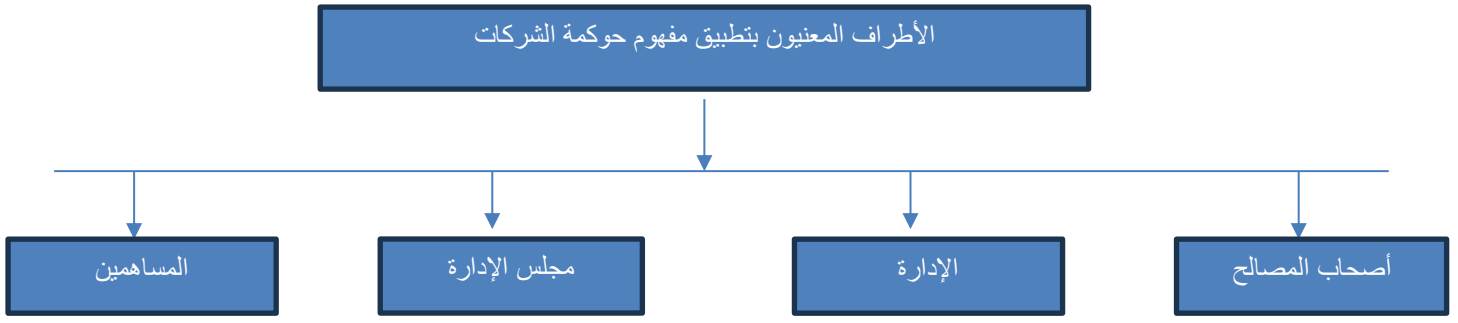 الأطراف المعنيون بتطبيق مفهوم حوكمة الشركات
أصحاب المصالح
الإدارة
مجلس الإدارة
المساهمين